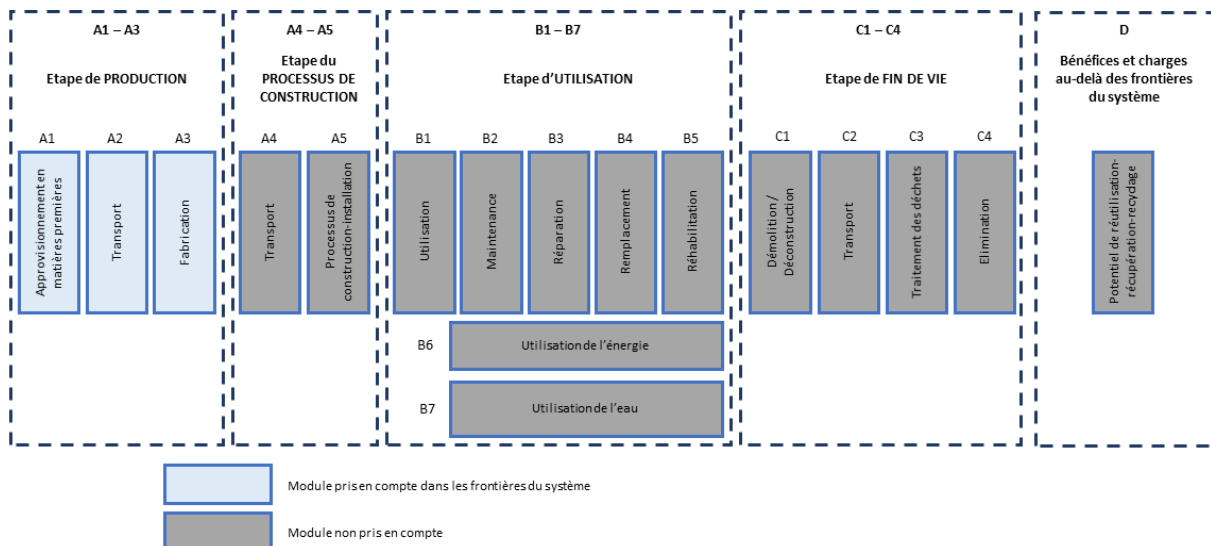 A1 – A3
Etape de PRODUCTION
A1
A2
A3
Approvisionnement en
matières premières
Transport
Fabrication
A4 – A5
Etape du
PROCESSUS DE
CONSTRUCTION
A4
A5
Transport
Processus de
construction-installation
B1 – B7
Etape d’UTILISATION
B1
B2
B3
B4
B5
Utilisation
Maintenance
Réparation
Remplacement
Réhabilitation
B6
Utilisation de l’énergie
B7
Utilisation de l’eau
C1 – C4
Etape de FIN DE VIE
C1
C2
C3
C4
Démolition /
Déconstruction
Transport
Traitement des déchets
Elimination
D
Bénéfices et charges
au-delà des frontières
du système
Potentiel de réutilisation-
récupération-recyclage
Module pris en compte dans les frontières du système
Module non pris en compte